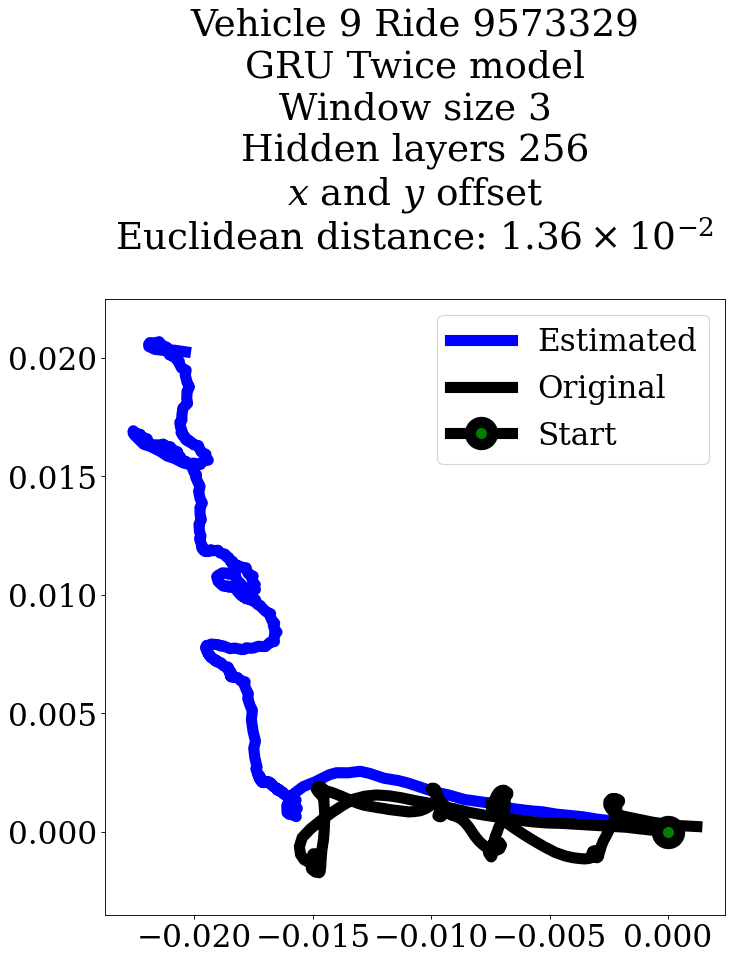 Vehicle 9 Ride 9573329
GRU Twice model
Window size 3
Hidden layers 256
x and y offset
Euclidean distance: 1.36 × 10⁻²
Estimated
Original
Start
0.020
0.015
0.010
0.005
0.000
−0.020 −0.015 −0.010 −0.005 0.000